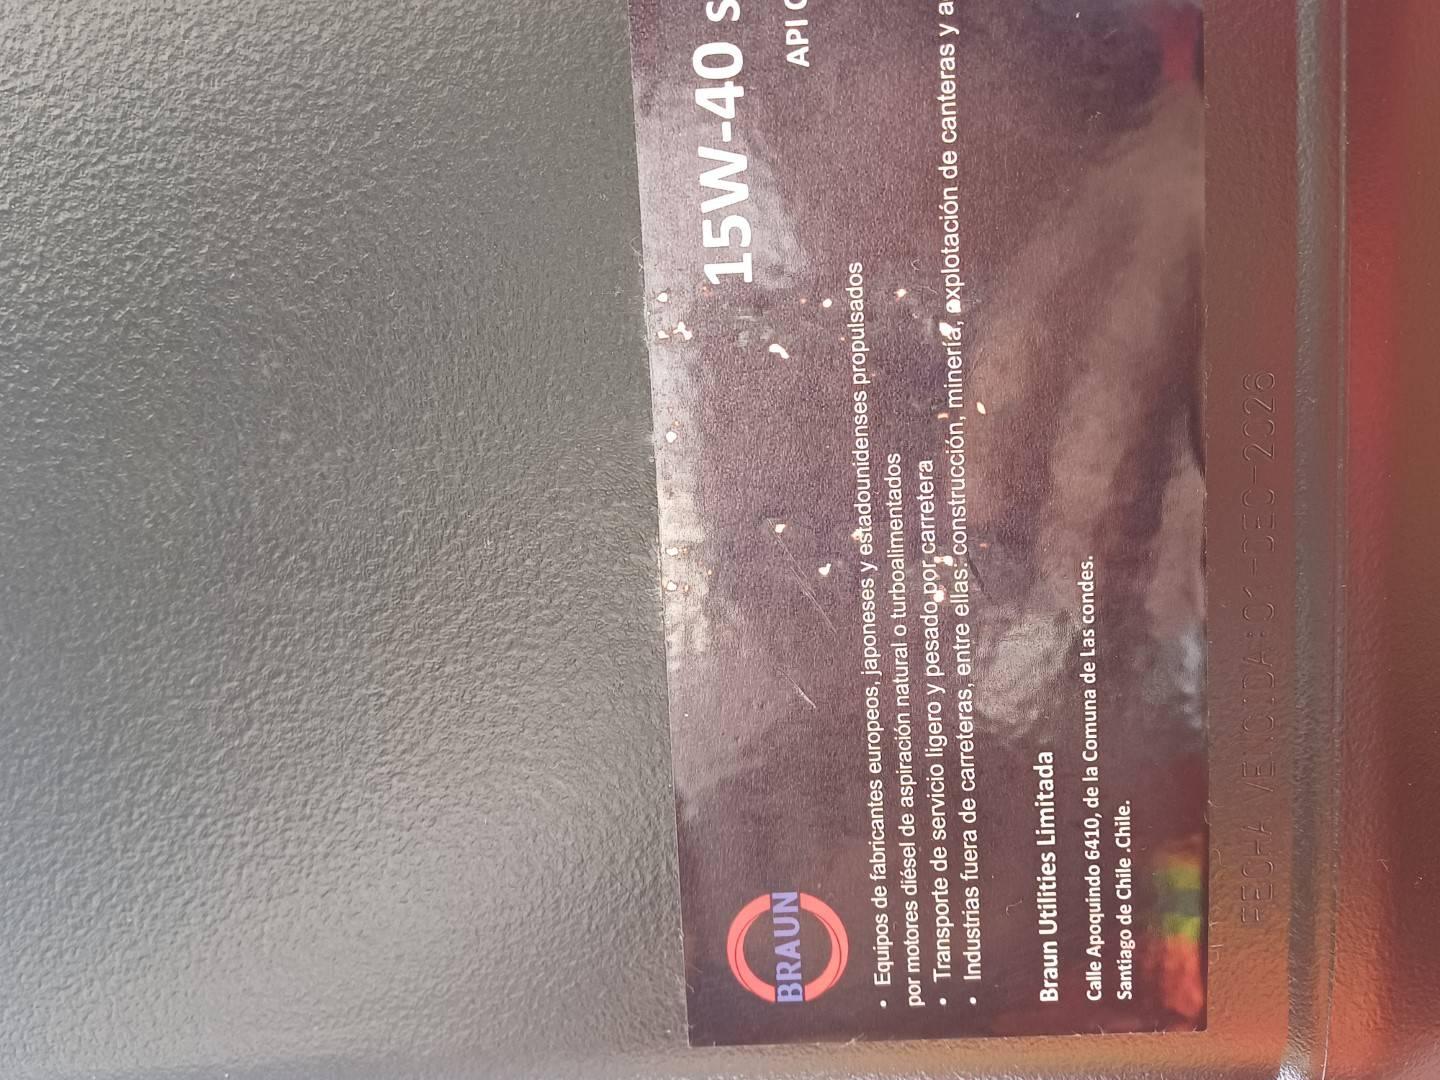 15W-40 S
API C
BRAUN
• Equipos de fabricantes europeos, japoneses y estadounidenses propulsados
por motores diésel de aspiración natural o turboalimentados
• Transporte de servicio ligero y pesado por carretera
• Industrias fuera de carreteras, entre ellas: construcción, minería, explotación de canteras y a
Braun Utilities Limitada
Calle Apoquindo 6410, de la Comuna de Las condes.
Santiago de Chile .Chile.
FECHA VENCIDA:01-DEC-2026